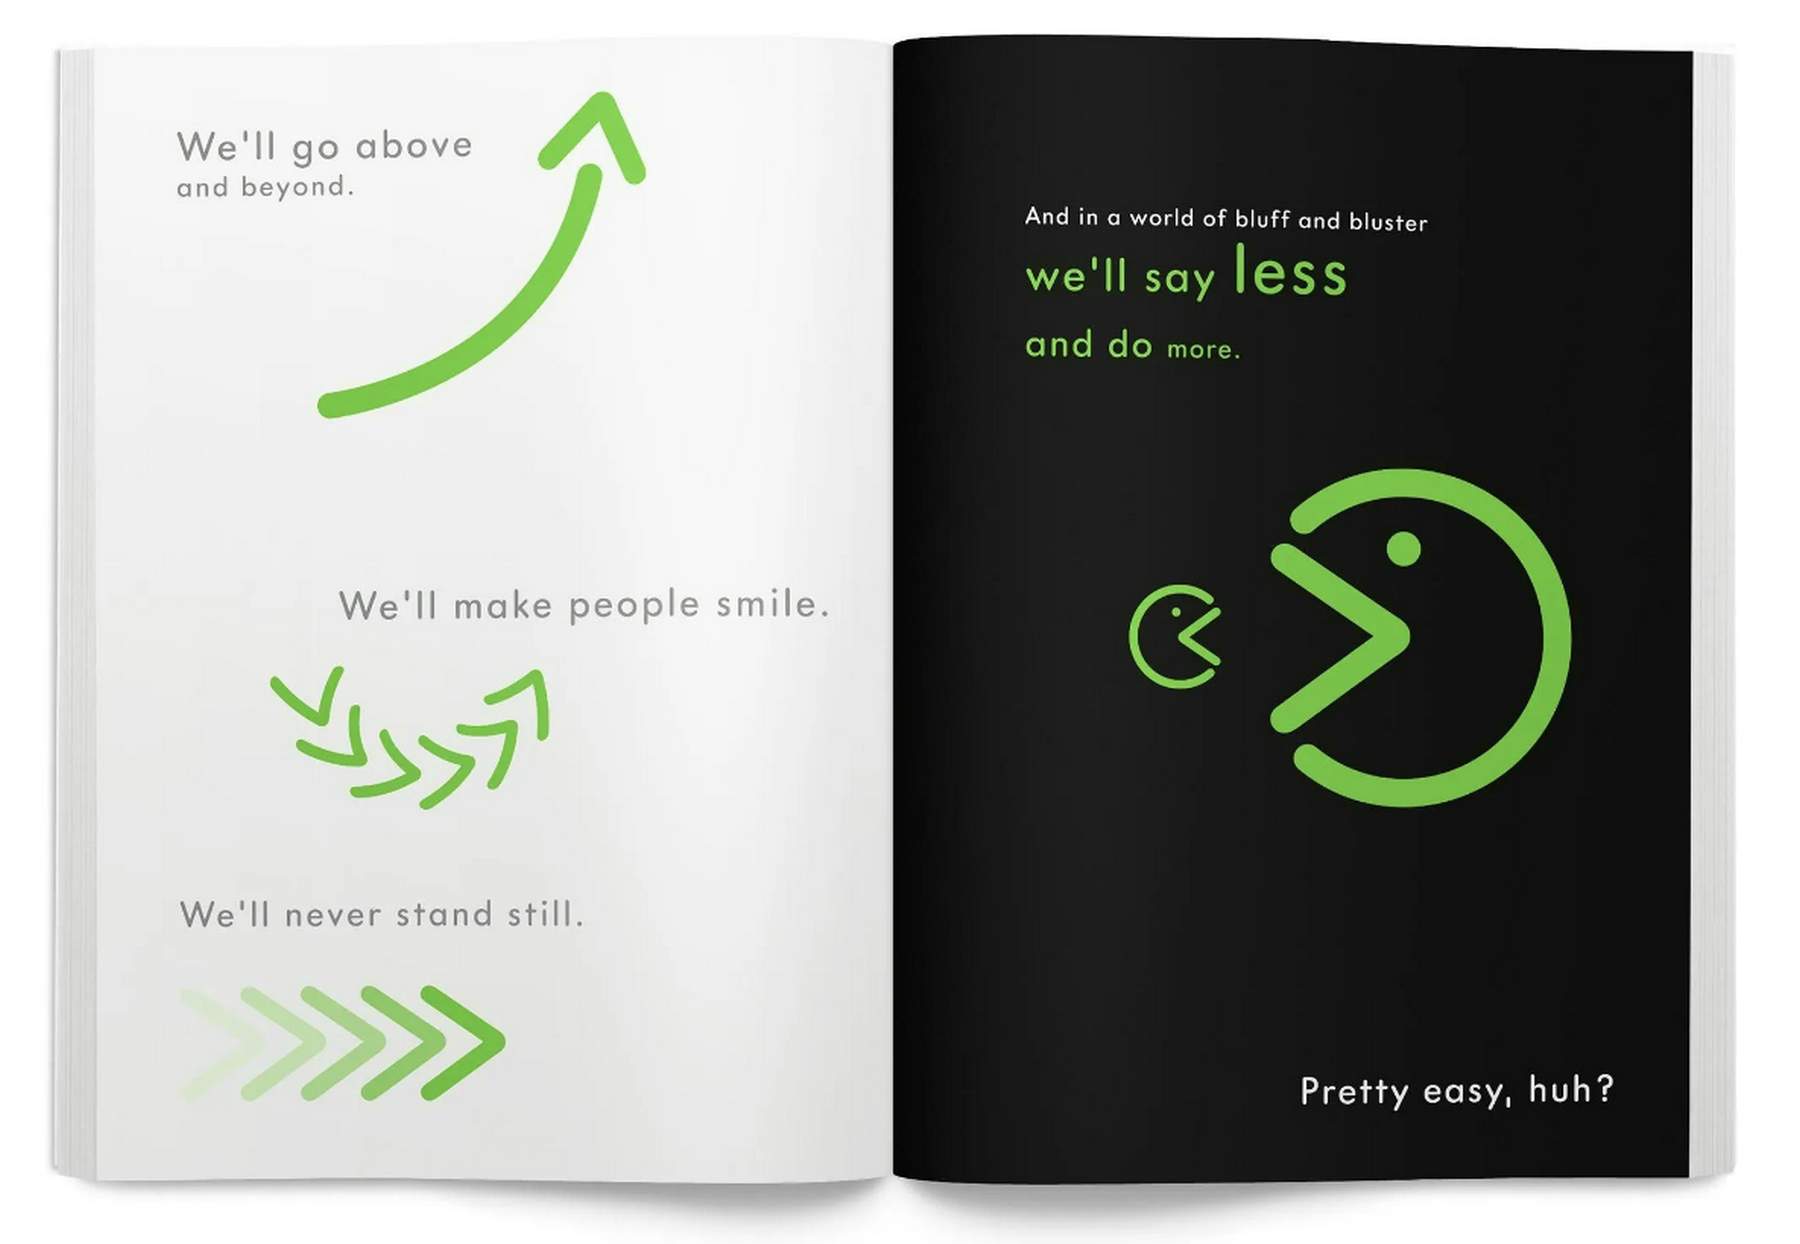 We'll go above
and beyond.
We'll make people smile.
We'll never stand still.
And in a world of bluff and bluster
we'll say less
and do more.
Pretty easy, huh?